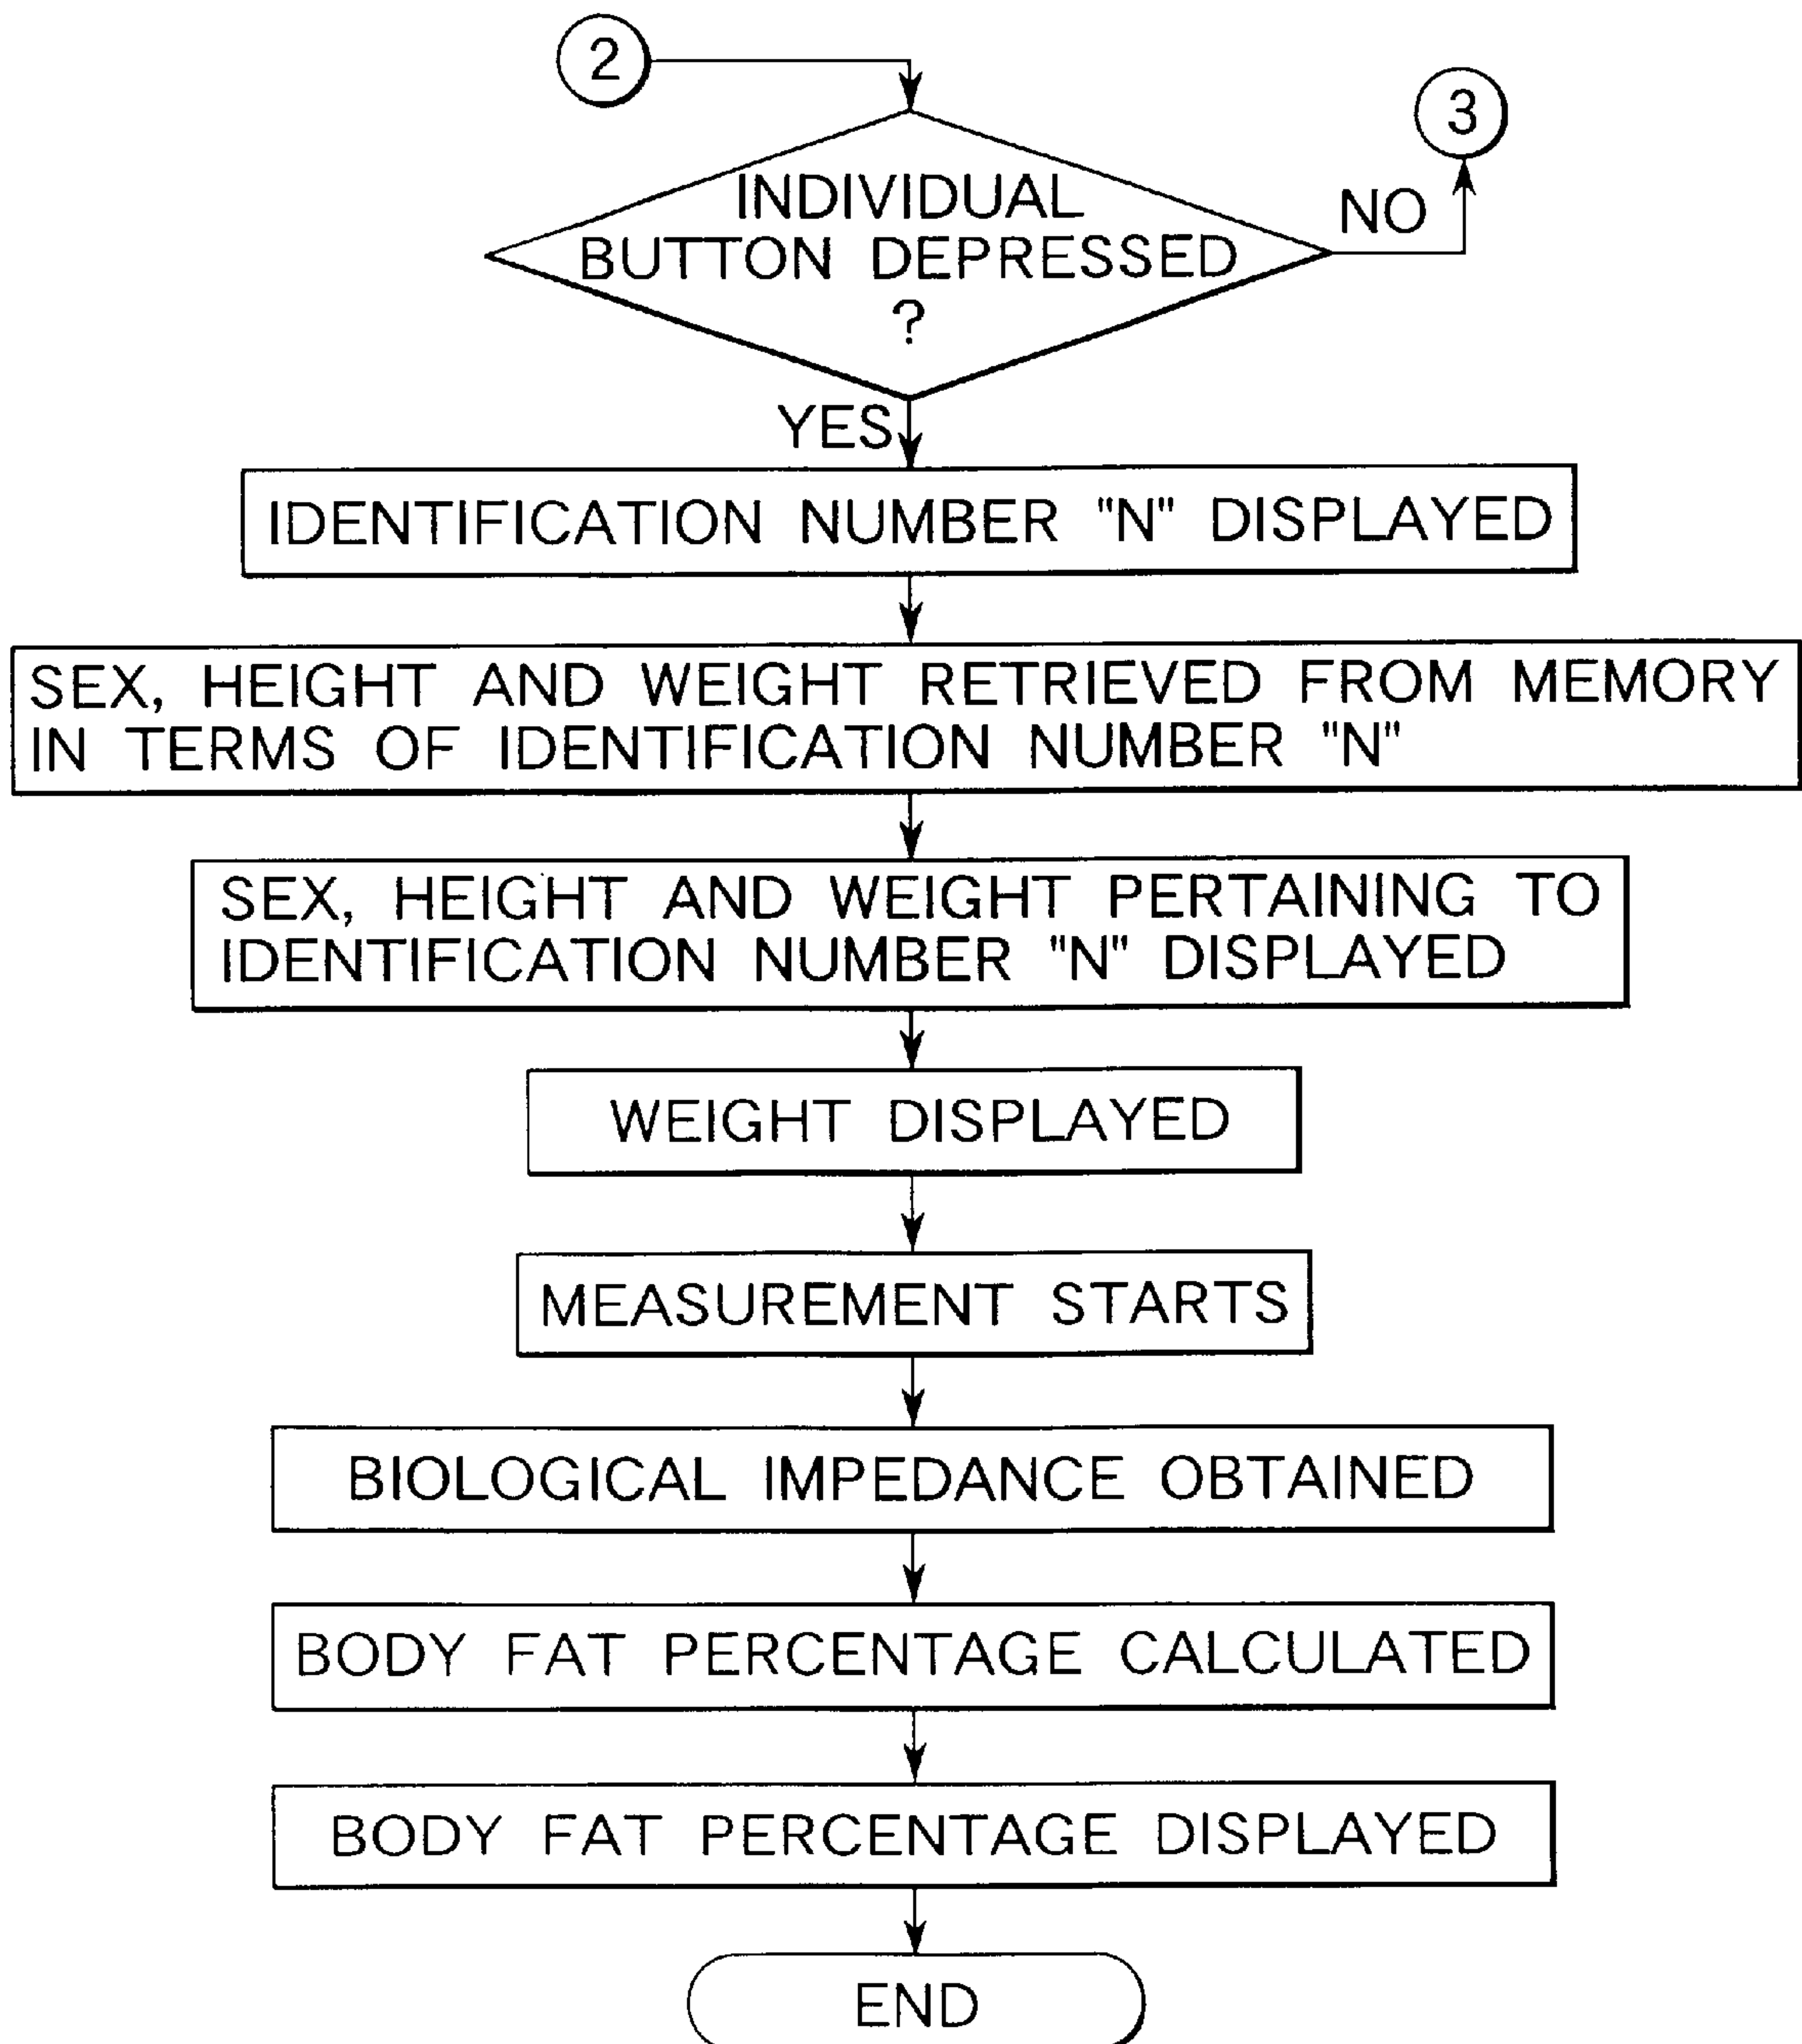 2
3
INDIVIDUAL
BUTTON DEPRESSED
?
NO
YES
IDENTIFICATION NUMBER "N" DISPLAYED
SEX, HEIGHT AND WEIGHT RETRIEVED FROM MEMORY
IN TERMS OF IDENTIFICATION NUMBER "N"
SEX, HEIGHT AND WEIGHT PERTAINING TO
IDENTIFICATION NUMBER "N" DISPLAYED
WEIGHT DISPLAYED
MEASUREMENT STARTS
BIOLOGICAL IMPEDANCE OBTAINED
BODY FAT PERCENTAGE CALCULATED
BODY FAT PERCENTAGE DISPLAYED
END